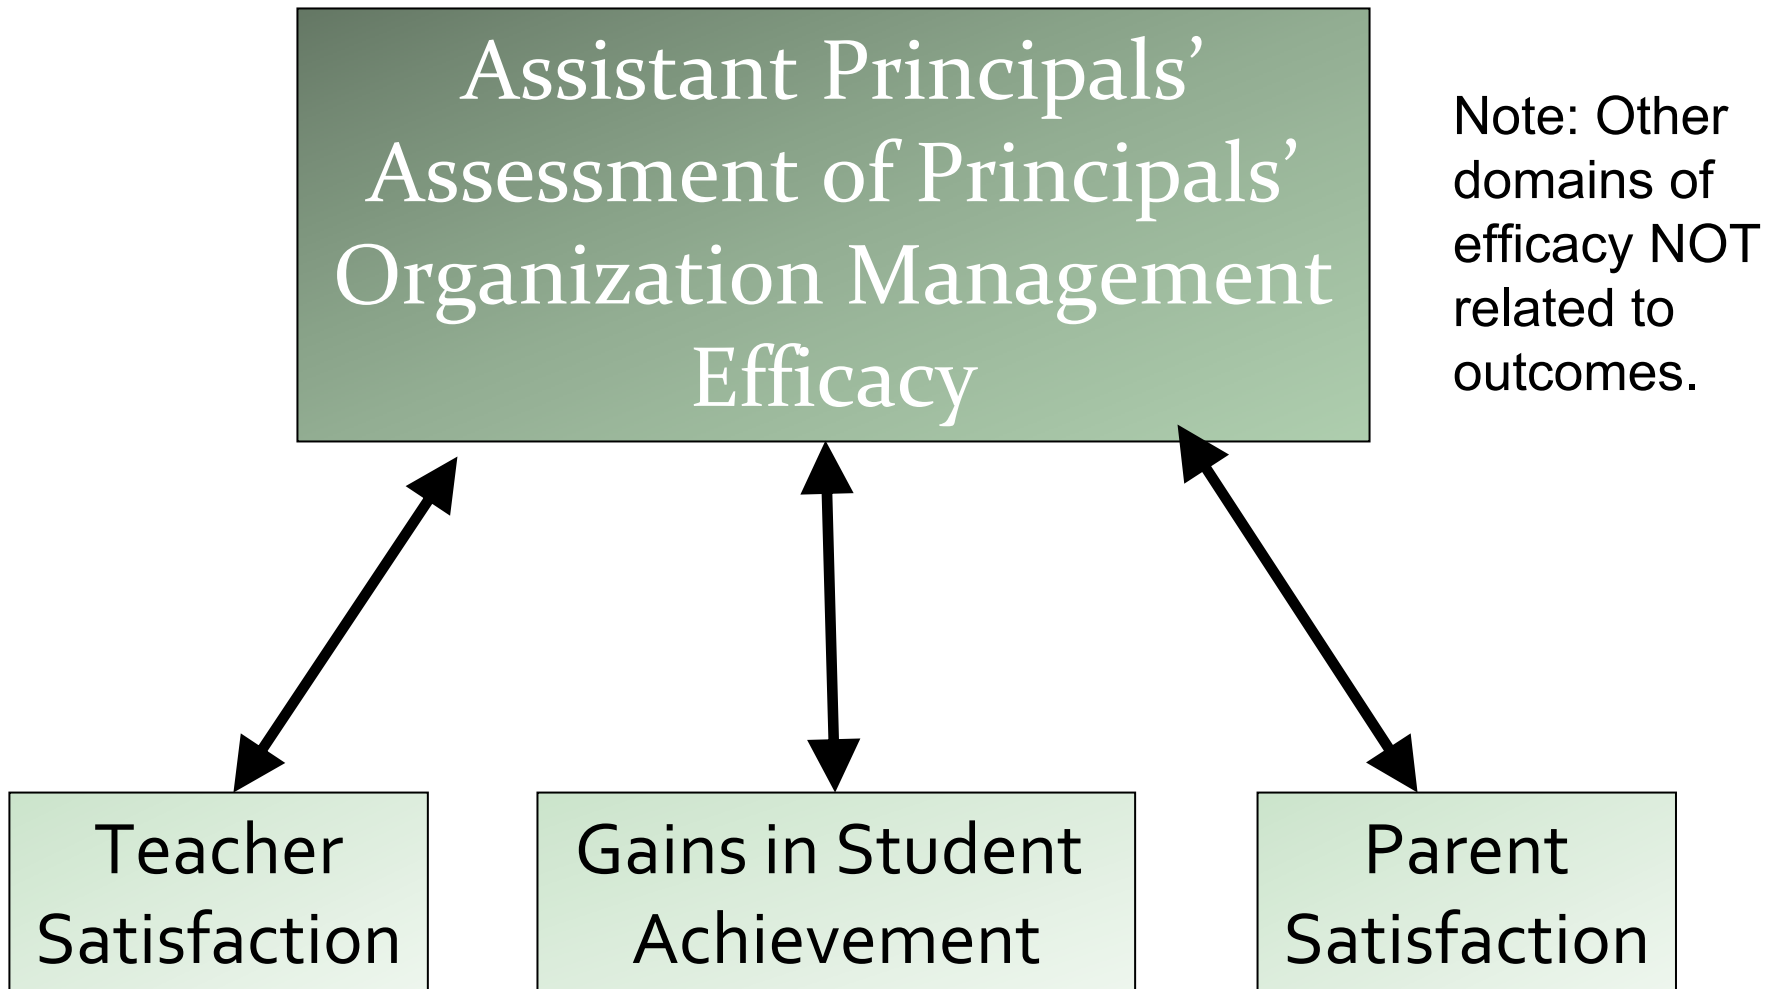 Assistant Principals’
Assessment of Principals’
Organization Management
Efficacy
Note: Other
domains of
efficacy NOT
related to
outcomes.
Teacher
Satisfaction
Gains in Student
Achievement
Parent
Satisfaction